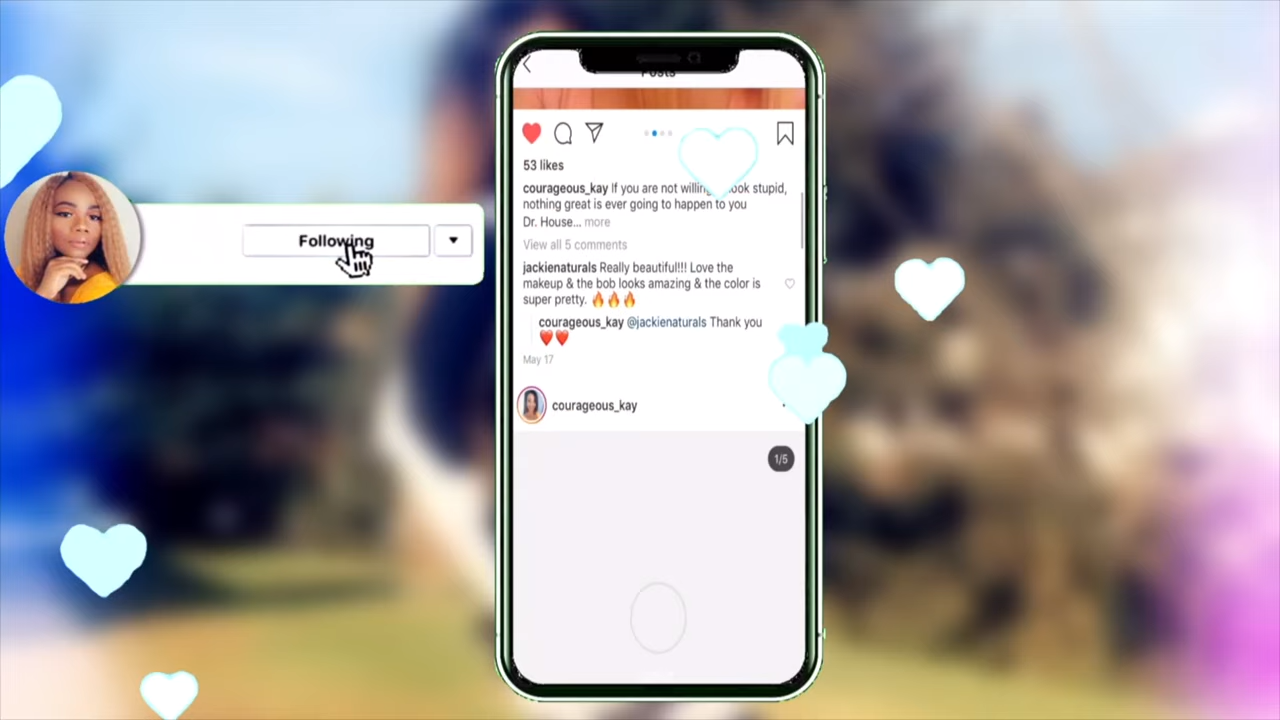 Posts
53 likes
courageous_kay If you are not willing look stupid,
nothing great is ever going to happen to you
Dr. House... more
View all 5 comments
jackienaturals Really beautiful!!! Love the
makeup & the bob looks amazing & the color is
super pretty. 🔥🔥🔥
courageous_kay @jackienaturals Thank you
❤️❤️
May 17
courageous_kay
1/5
Following